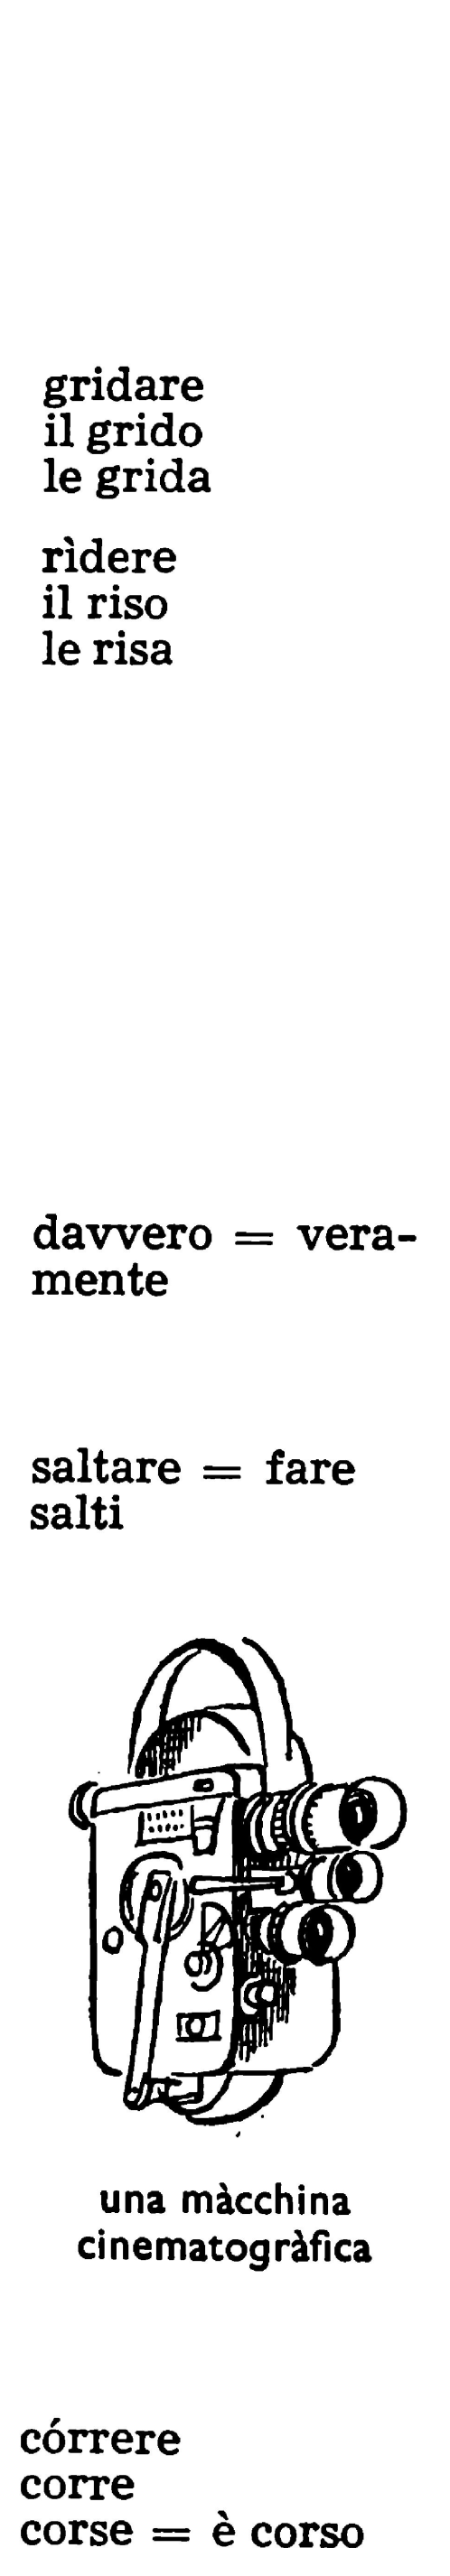 gridare
il grido
le grida
rìdere
il riso
le risa
davvero = vera-
mente
saltare = fare
salti
una màcchina
cinematogràfica
córrere
corre
corse = è corso